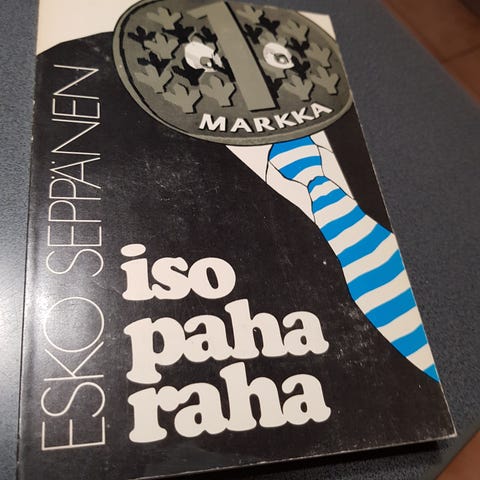 1
MARKKA
ESKO SEPPÄNEN
iso
paha
raha